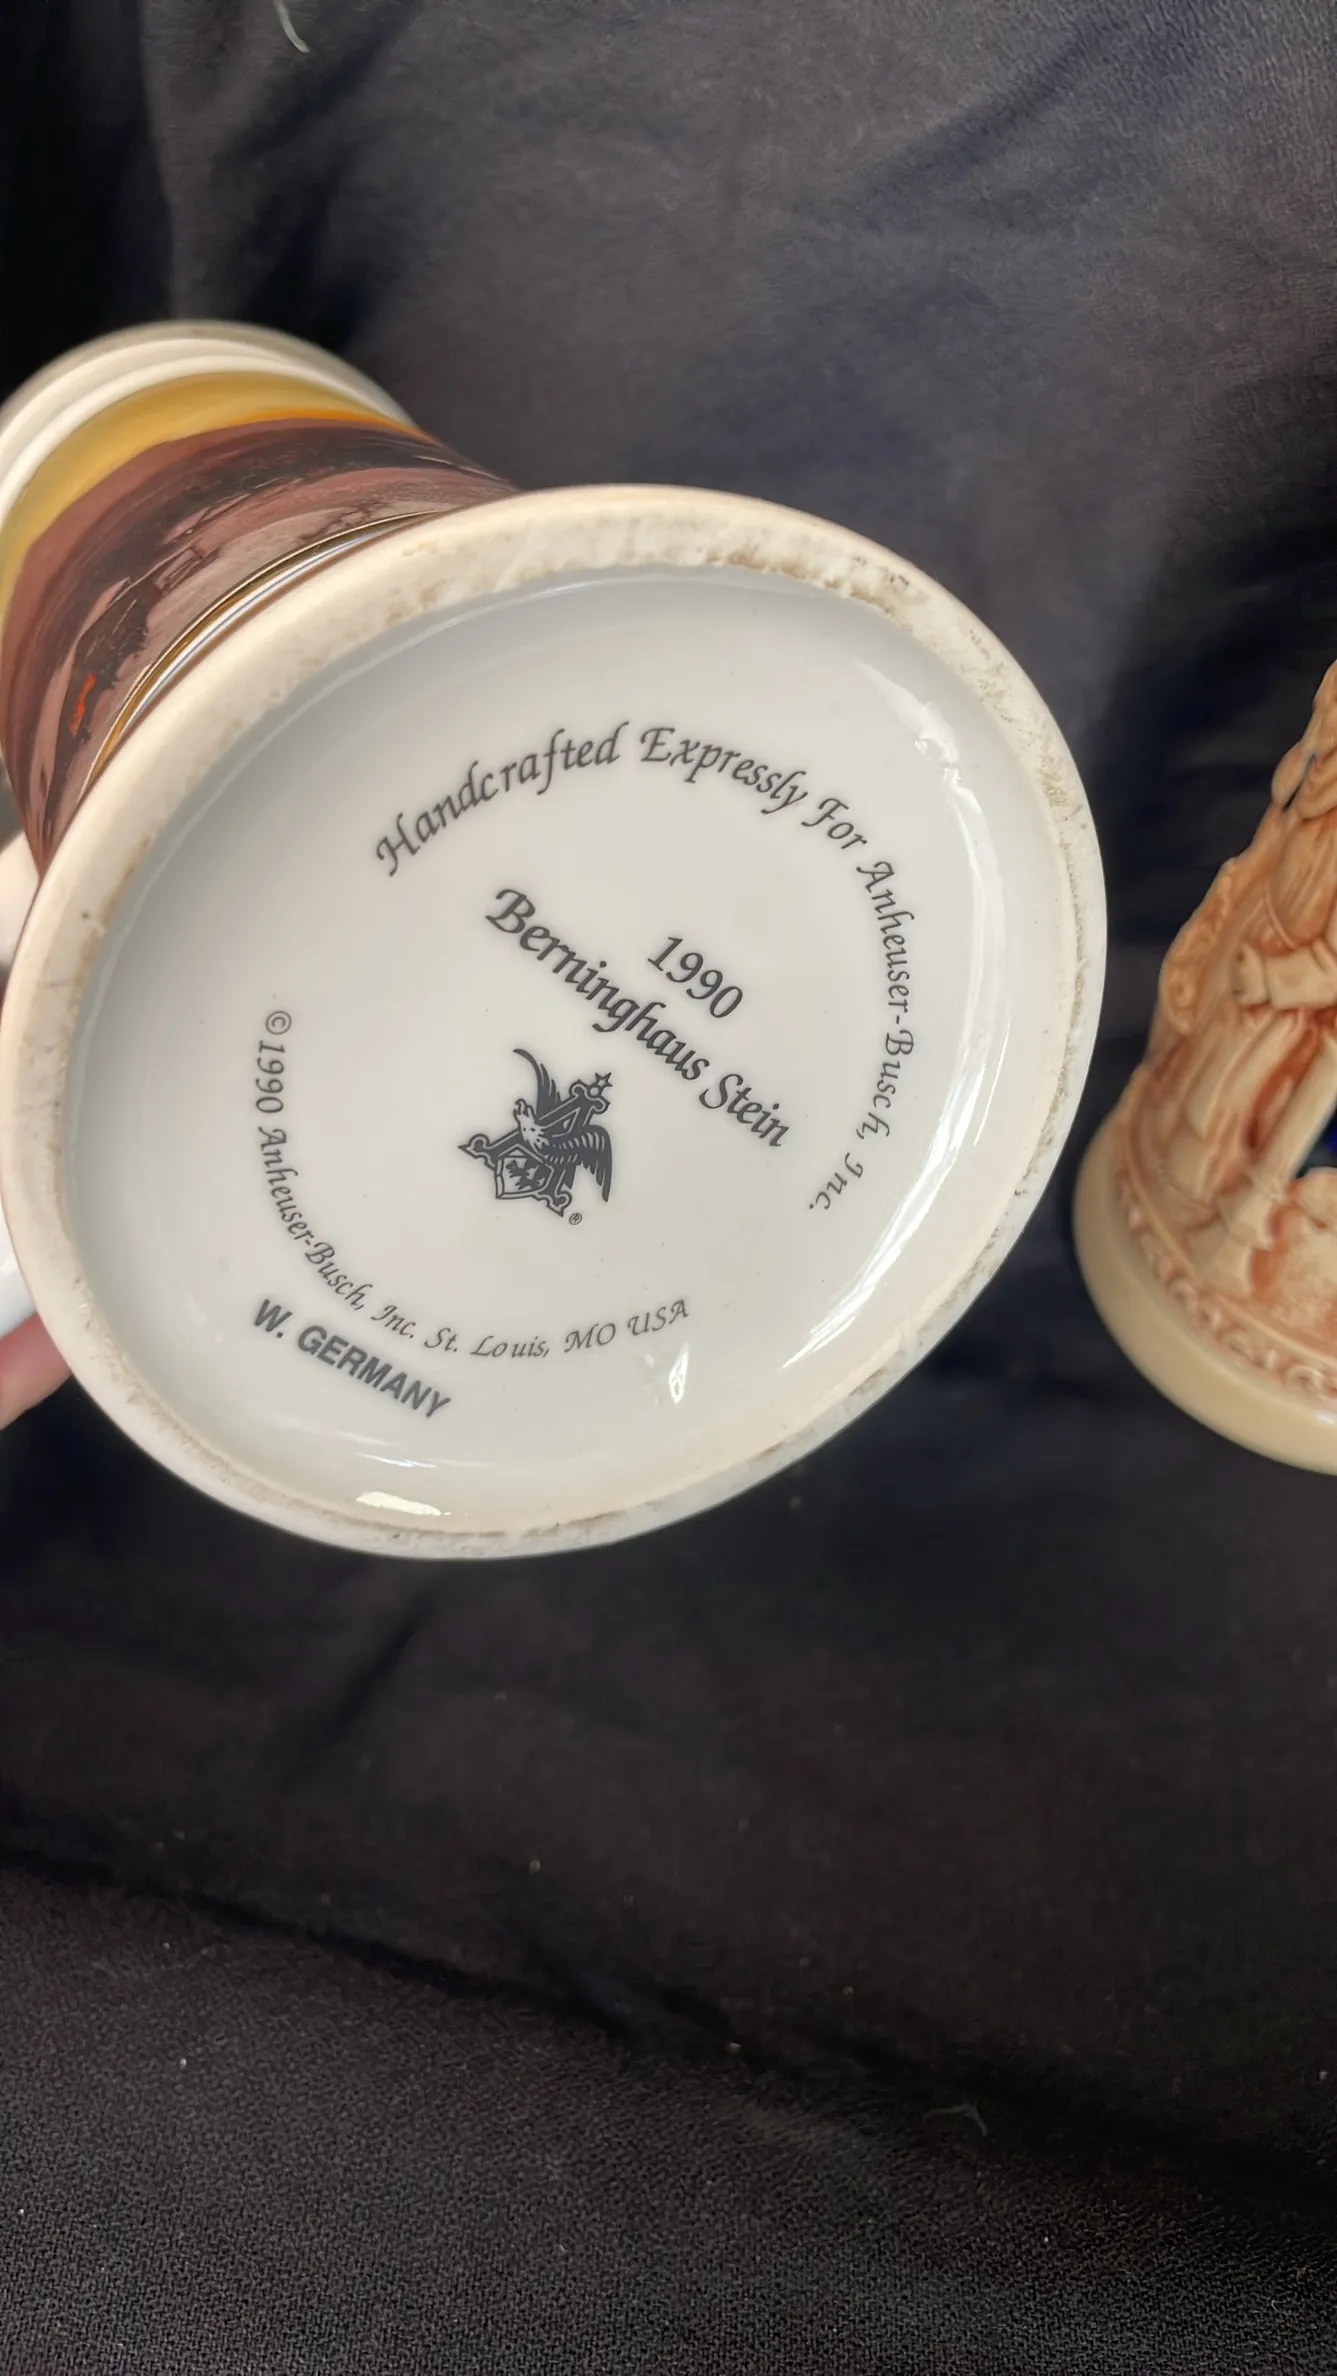 Handcrafted Expressly For Anheuser-Busch, Inc.
1990
Berninghaus Stein
®
©1990 Anheuser-Busch, Inc. St. Louis, MO USA
W. GERMANY